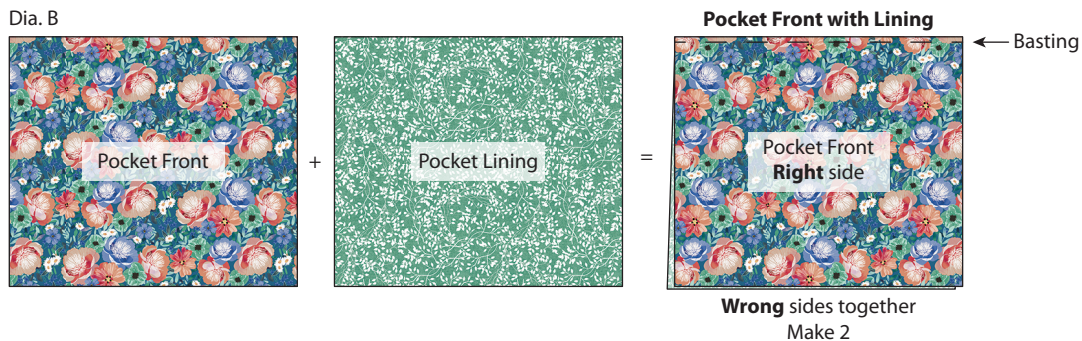 Dia. B
Pocket Front
+
Pocket Lining
=
Pocket Front with Lining
Basting
Pocket Front
Right side
Wrong sides together
Make 2